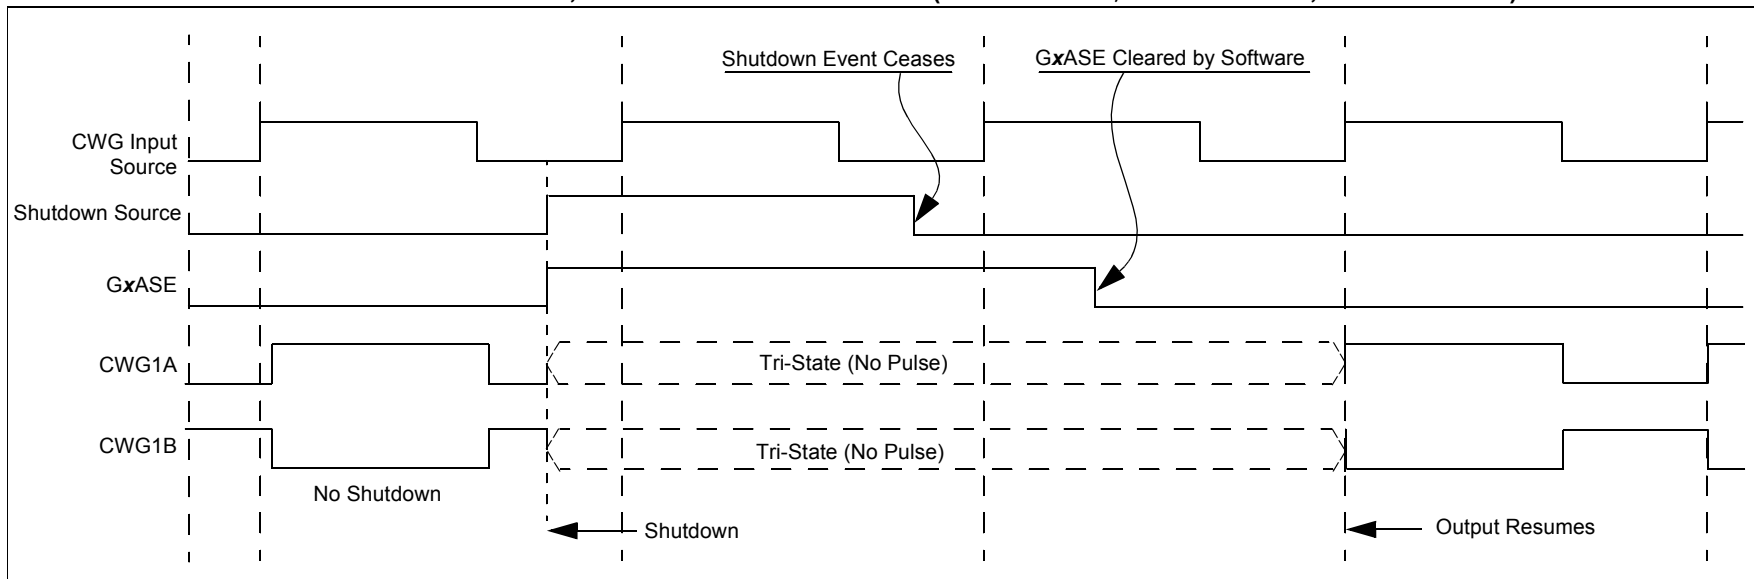 Shutdown Event Ceases
GxASE Cleared by Software
CWG Input
Source
Shutdown Source
GxASE
CWG1A
Tri-State (No Pulse)
CWG1B
Tri-State (No Pulse)
No Shutdown
Shutdown
Output Resumes